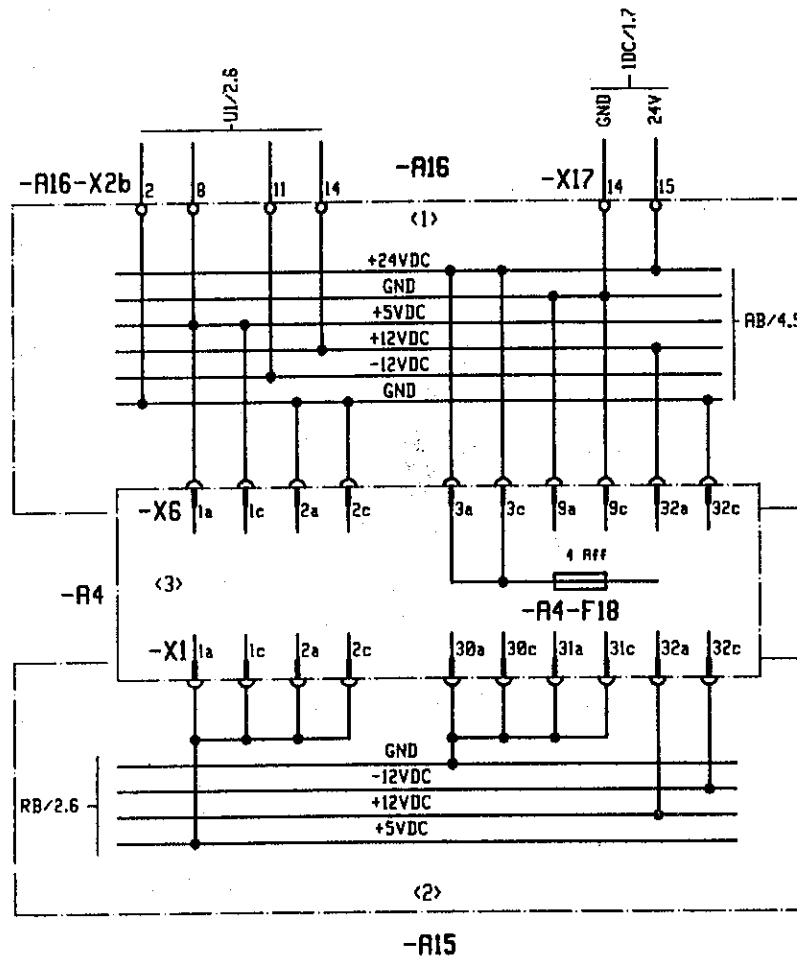 -U1/2.6
1DC/1.7
GND
24V
-A16-X2b
2
8
11
14
-A16
-X17
14
15
<1>
+24VDC
GND
+5VDC
+12VDC
-12VDC
GND
AB/4.5
-X6
1a
1c
2a
2c
3a
3c
9a
9c
32a
32c
4 Aff
-A4
<3>
-A4-F18
-X1
1a
1c
2a
2c
30a
30c
31a
31c
32a
32c
GND
-12VDC
+12VDC
+5VDC
RB/2.6
<2>
-A15